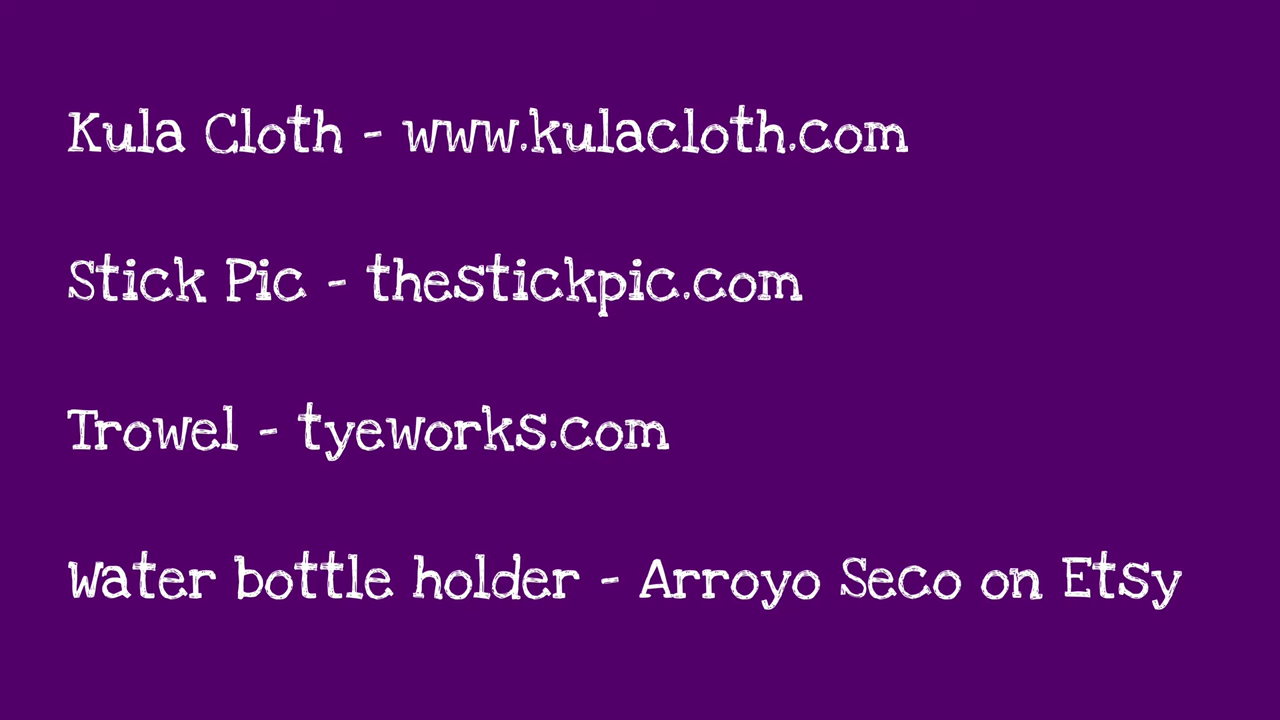 Kula Cloth - www.kulacloth.com
Stick Pic - thestickpic.com
Trowel - tyeworks.com
Water bottle holder - Arroyo Seco on Etsy